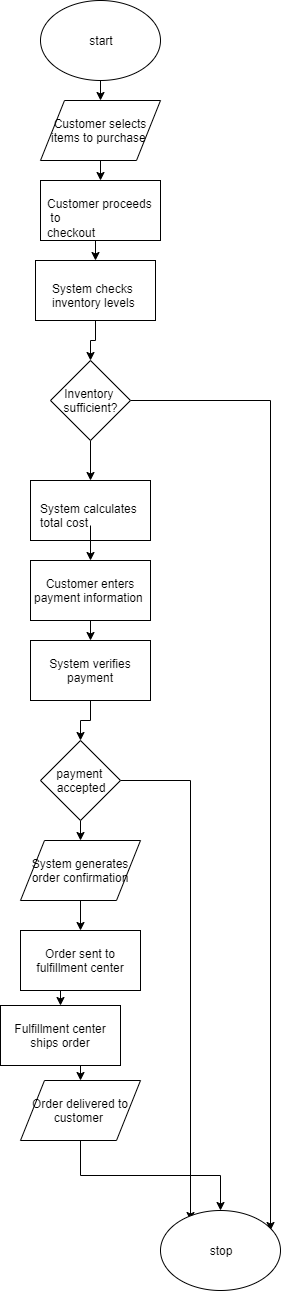 start
Customer selects
items to purchase
Customer proceeds
to
checkout
System checks
inventory levels
Inventory
sufficient?
System calculates
total cost
Customer enters
payment information
System verifies
payment
payment
accepted
System generates
order confirmation
Order sent to
fulfillment center
Fulfillment center
ships order
Order delivered to
customer
stop